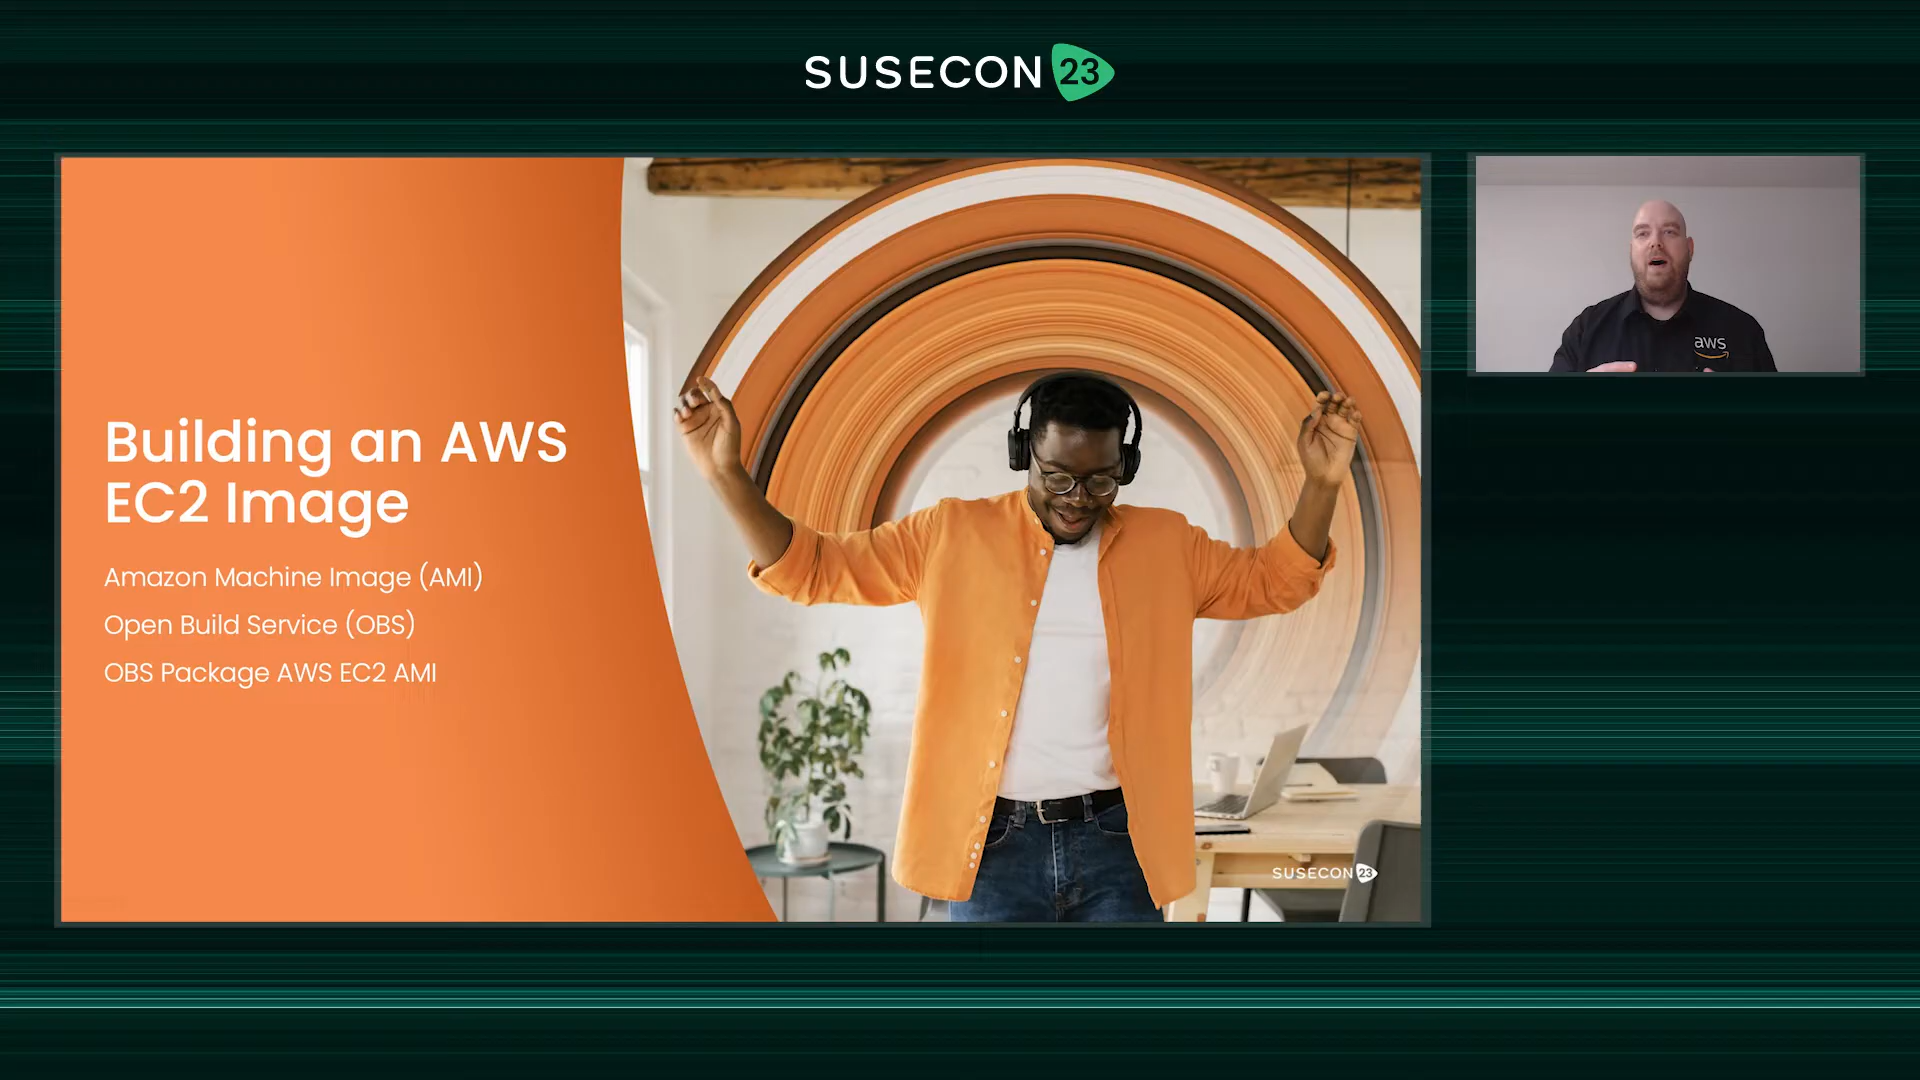 SUSECON 23
Building an AWS
EC2 Image
Amazon Machine Image (AMI)
Open Build Service (OBS)
OBS Package AWS EC2 AMI
aws
SUSECON 23